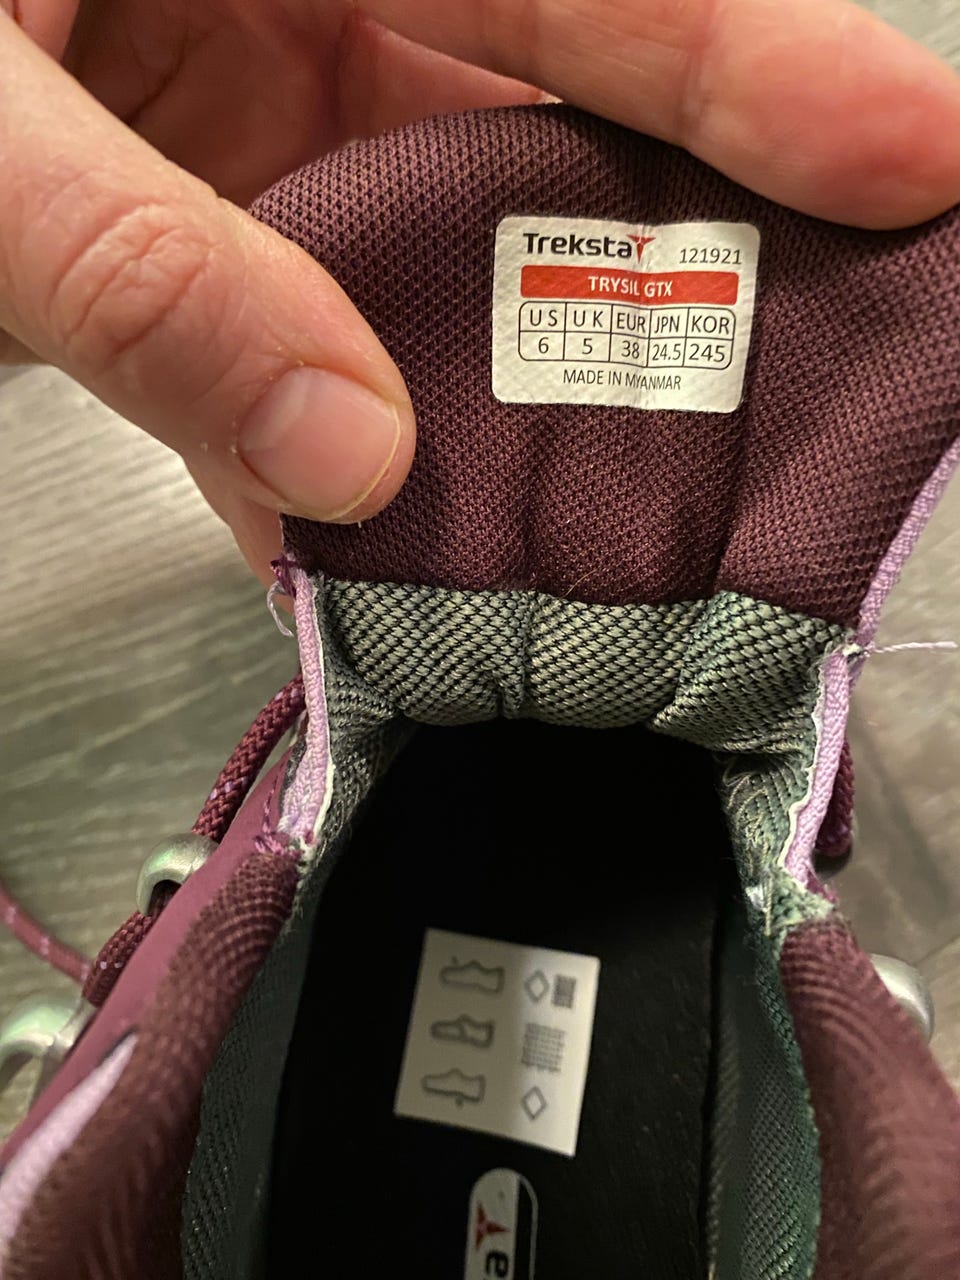 Treksta 121921
TRYSIL GTX
US UK EUR JPN KOR
6 5 38 24.5 245
MADE IN MYANMAR